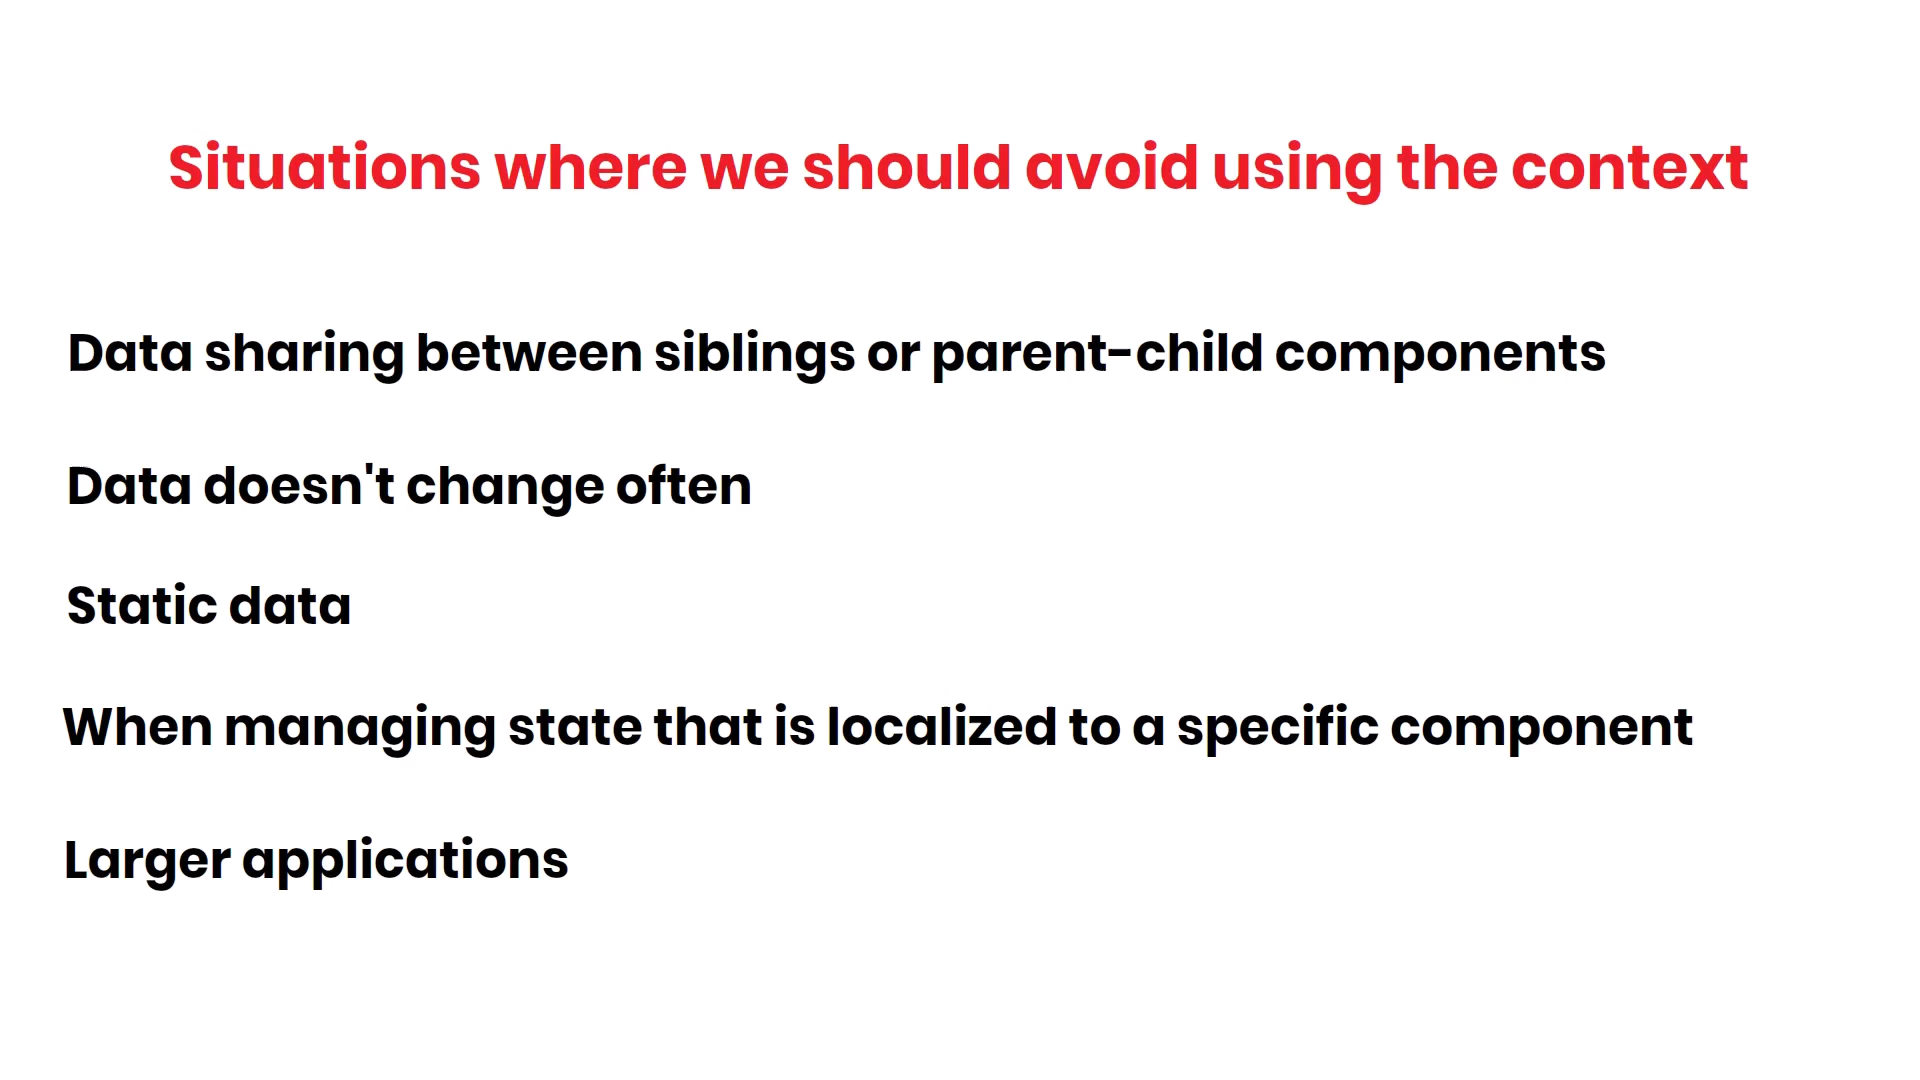 Situations where we should avoid using the context
Data sharing between siblings or parent-child components
Data doesn't change often
Static data
When managing state that is localized to a specific component
Larger applications